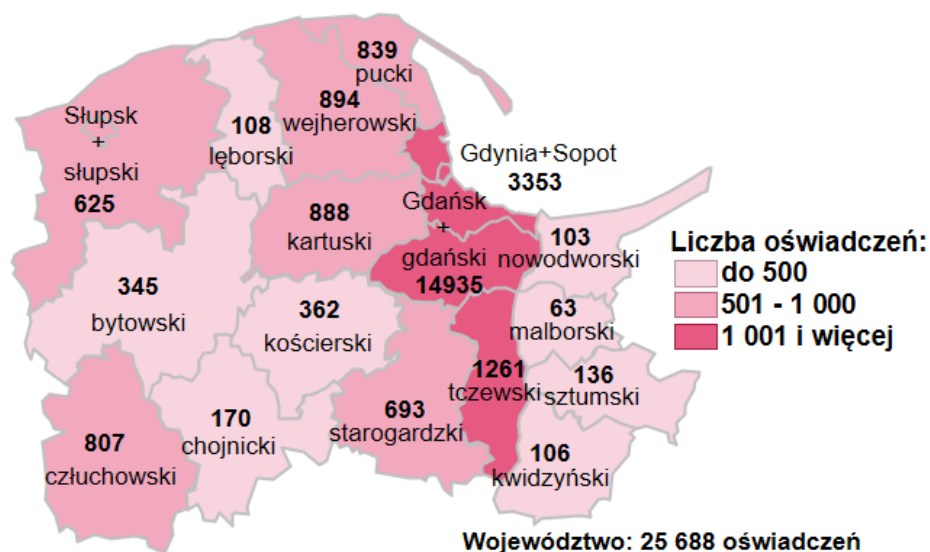 839
pucki
894
wejherowski
Słupsk
+
słupski
625
108
lęborski
Gdynia+Sopot
3353
888
kartuski
Gdańsk
+
gdański
14935
103
nowodworski
Liczba oświadczeń:
do 500
501 - 1 000
1 001 i więcej
345
bytowski
362
kościerski
63
malborski
1261
tczewski
136
sztumski
807
człuchowski
170
chojnicki
693
starogardzki
106
kwidzyński
Województwo: 25 688 oświadczeń